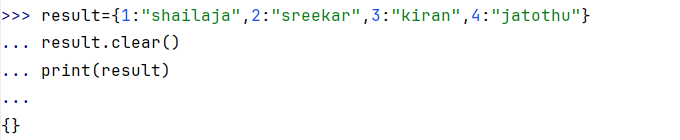 >>> result={1:"shailaja",2:"sreekar",3:"kiran",4:"jatothu"}
... result.clear()
... print(result)
...
{}